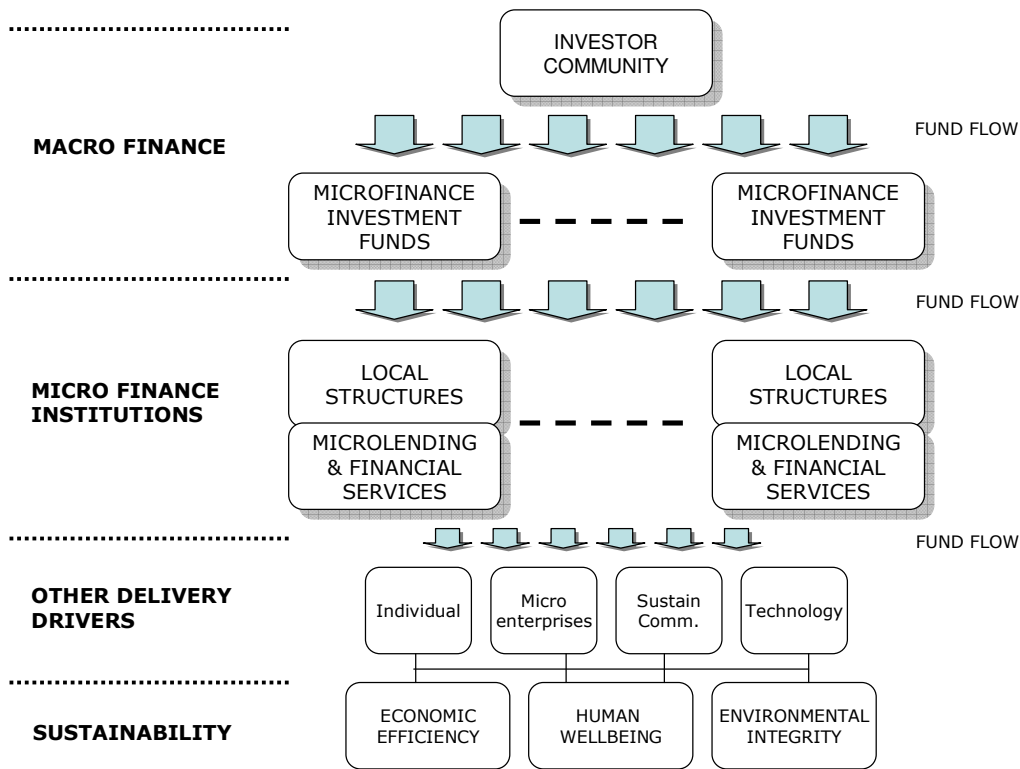 INVESTOR
COMMUNITY
MACRO FINANCE
FUND FLOW
MICROFINANCE
INVESTMENT
FUNDS
MICROFINANCE
INVESTMENT
FUNDS
FUND FLOW
MICRO FINANCE
INSTITUTIONS
LOCAL
STRUCTURES
LOCAL
STRUCTURES
MICROLENDING
& FINANCIAL
SERVICES
MICROLENDING
& FINANCIAL
SERVICES
FUND FLOW
OTHER DELIVERY
DRIVERS
Individual
Micro
enterprises
Sustain
Comm.
Technology
SUSTAINABILITY
ECONOMIC
EFFICIENCY
HUMAN
WELLBEING
ENVIRONMENTAL
INTEGRITY